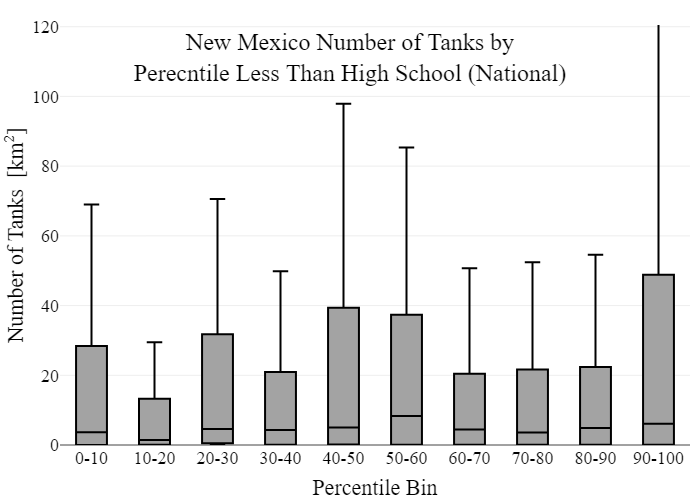 New Mexico Number of Tanks by
Perecntile Less Than High School (National)
Number of Tanks [km²]
120
100
80
60
40
20
0
0-10 10-20 20-30 30-40 40-50 50-60 60-70 70-80 80-90 90-100
Percentile Bin